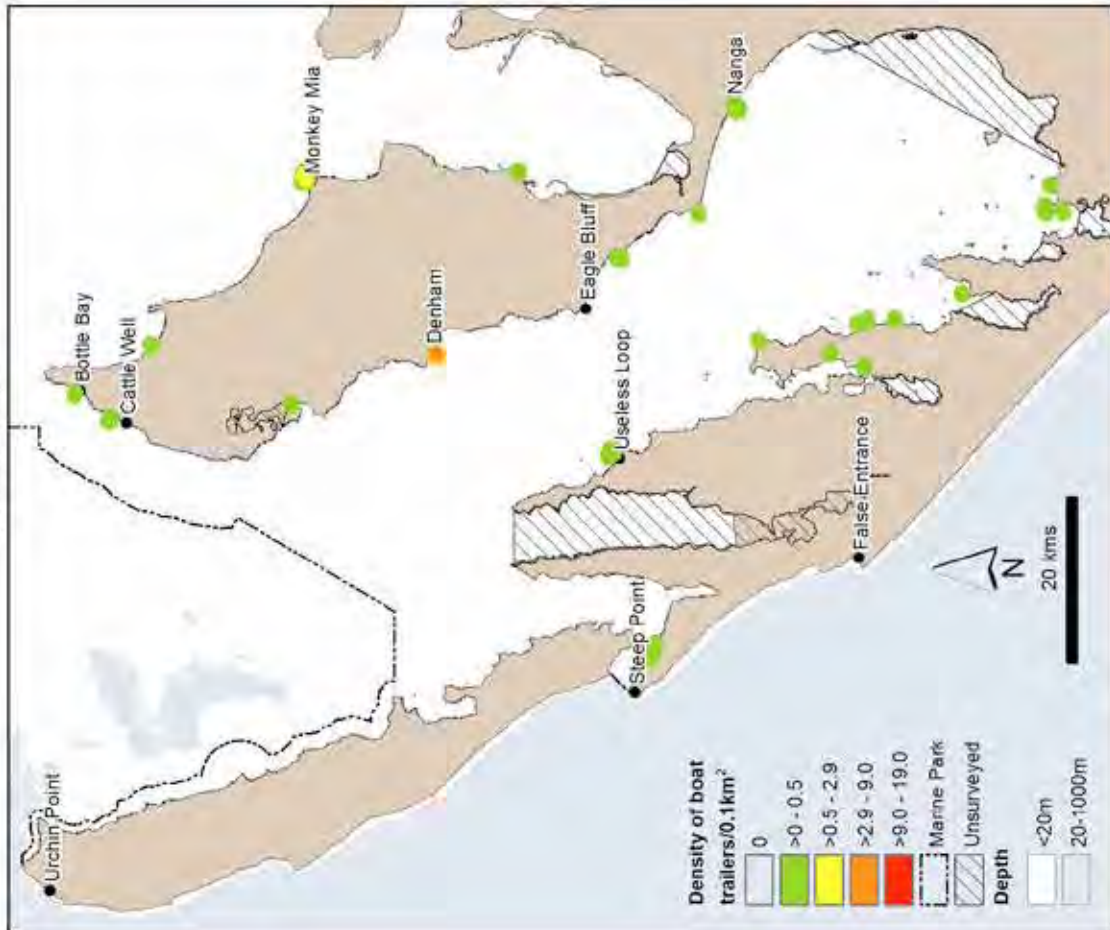 Urchin Point
Bottle Bay
Cattle Well
Monkey Mia
Denham
Eagle Bluff
Nanga
Useless Loop
Steep Point
False Entrance
N
20 kms
Density of boat
trailers/0.1km²
0
>0 - 0.5
>0.5 - 2.9
>2.9 - 9.0
>9.0 - 19.0
Marine Park
Unsurveyed
Depth
<20m
20-1000m